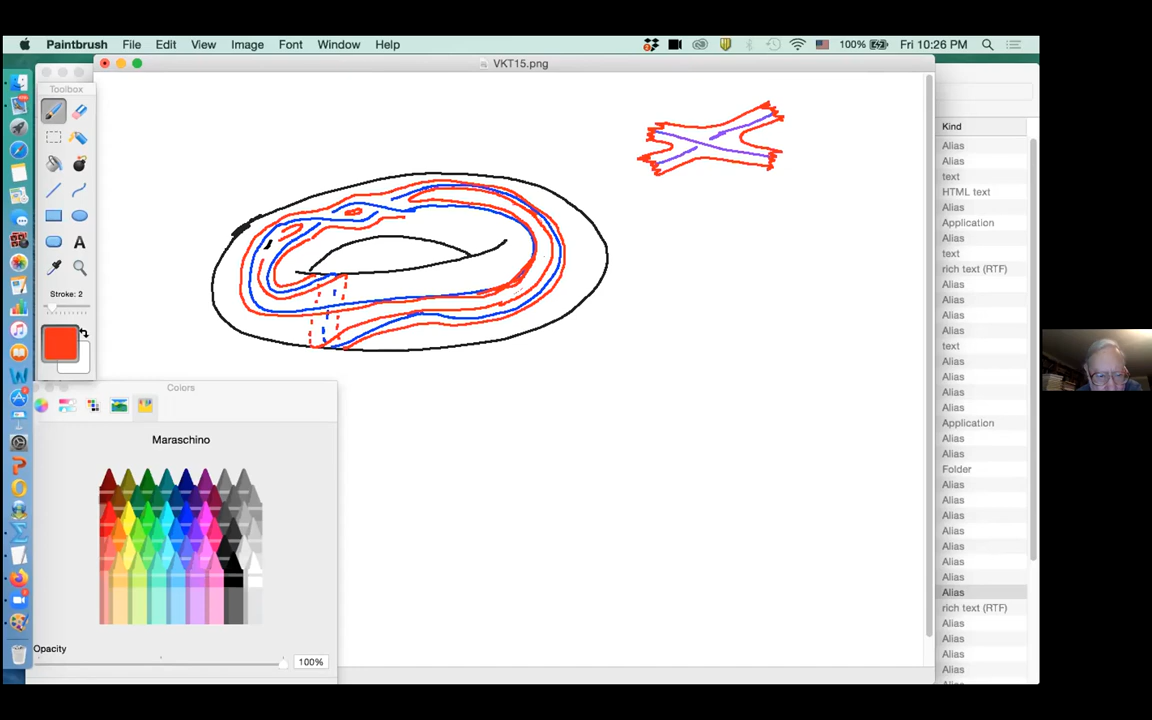 Paintbrush File Edit View Image Font Window Help 100% Fri 10:26 PM
VKT15.png
Toolbox
Kind
Alias
Alias
text
HTML text
Alias
Application
Alias
Alias
text
rich text (RTF)
Alias
Alias
Alias
text
Alias
Alias
Alias
Alias
Application
Alias
Alias
Folder
Alias
Alias
Alias
Alias
Alias
Alias
Alias
Alias
rich text (RTF)
Alias
Alias
Alias
Alias
Alias
Stroke: 2
Colors
Maraschino
Opacity
100%